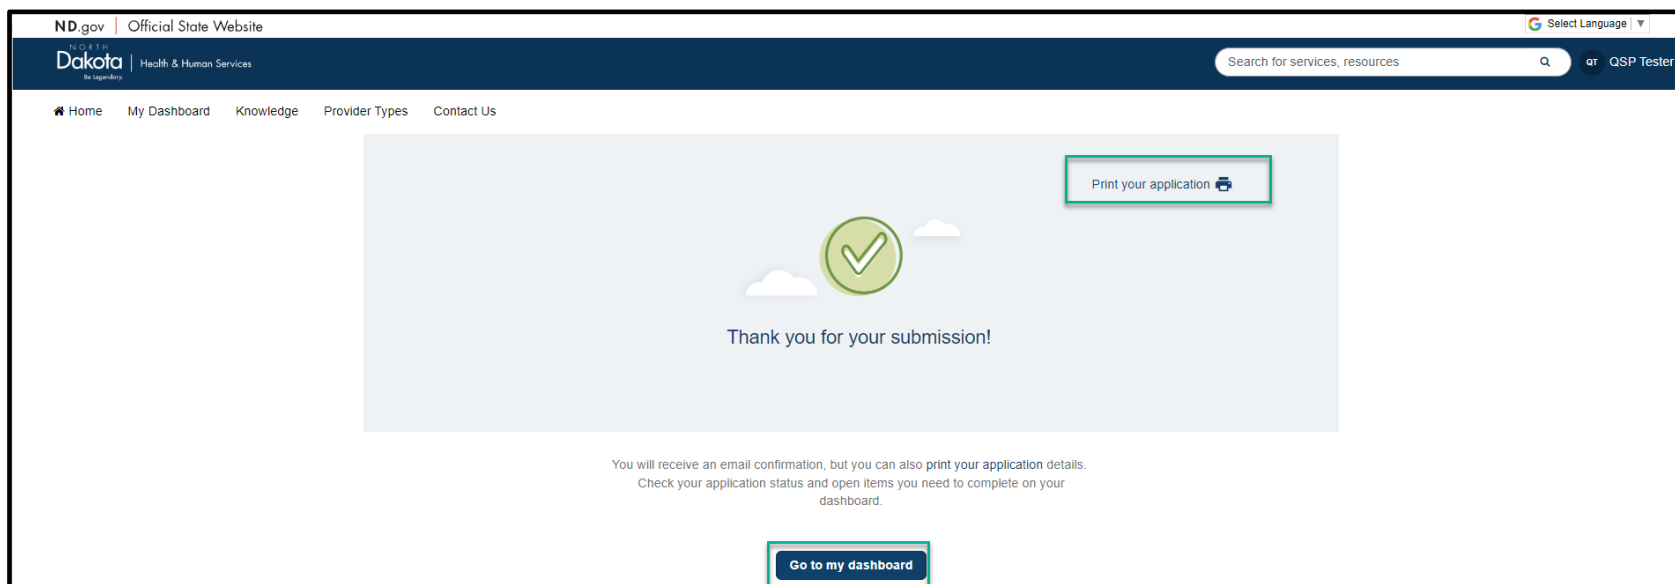 ND.gov | Official State Website
Select Language ▼
NORTH
Dakota | Health & Human Services
Be Legendary.
Search for services, resources
QT QSP Tester
Home My Dashboard Knowledge Provider Types Contact Us
Print your application
Thank you for your submission!
You will receive an email confirmation, but you can also print your application details.
Check your application status and open items you need to complete on your
dashboard.
Go to my dashboard